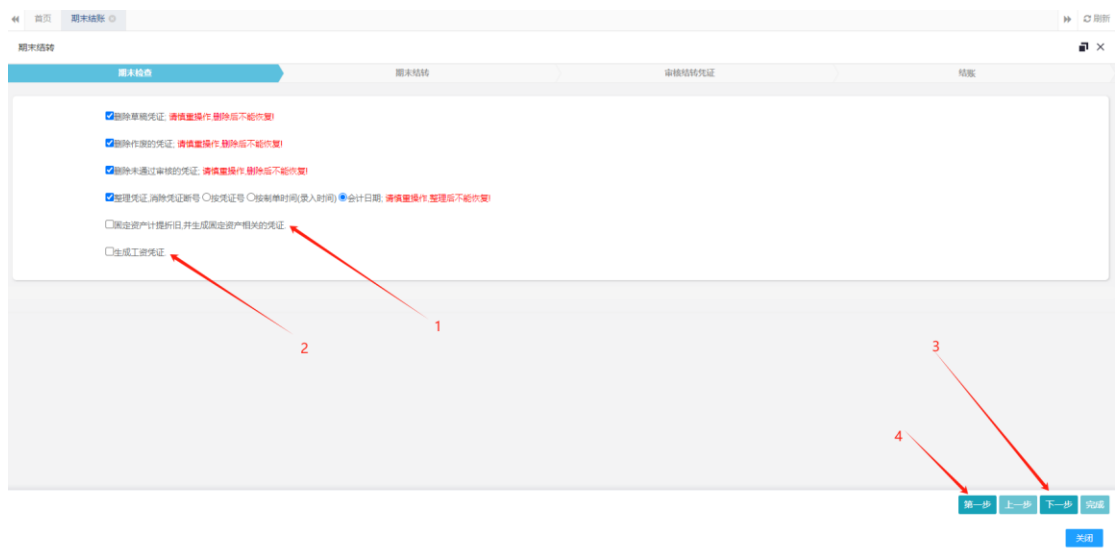 首页 期末结账 刷新
期末结转
期末检查 期末结转 审核结转凭证 结账
删除草稿凭证; 请慎重操作,删除后不能恢复!
删除作废的凭证; 请慎重操作,删除后不能恢复!
删除未通过审核的凭证; 请慎重操作,删除后不能恢复!
整理凭证,消除凭证断号 按凭证号 按制单时间(录入时间) 会计日期; 请慎重操作,整理后不能恢复!
固定资产计提折旧,并生成固定资产相关的凭证.
生成工资凭证.
1
2
3
4
第一步 上一步 下一步 完成
关闭